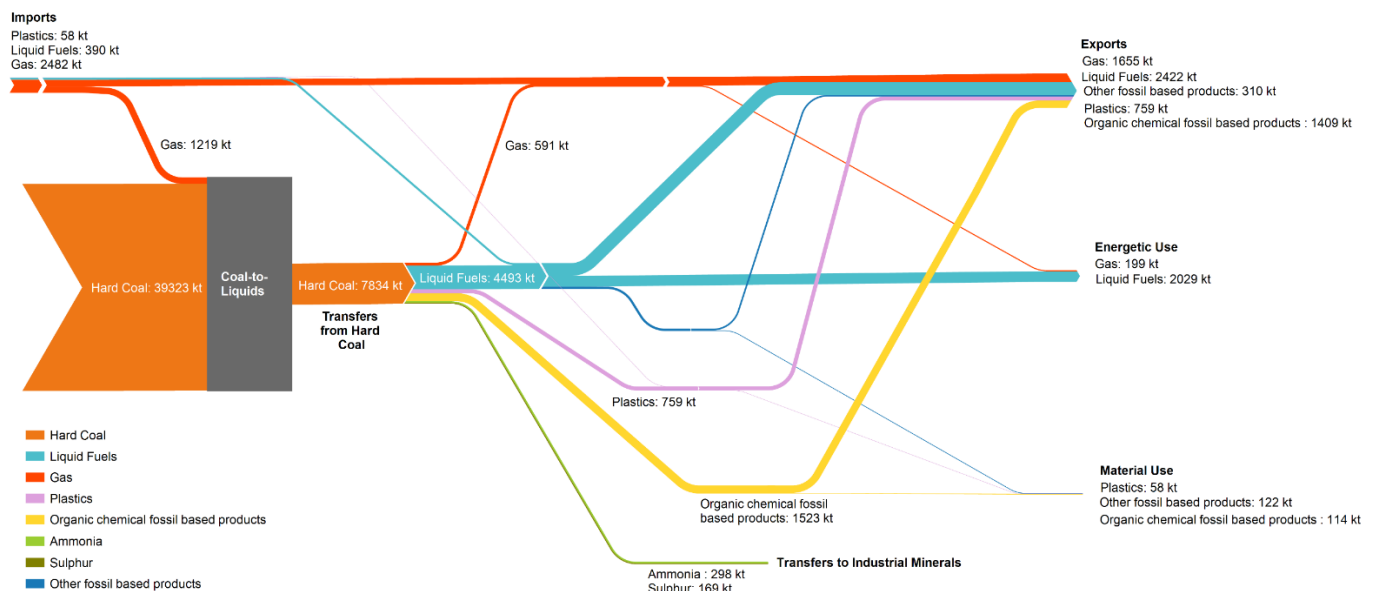 Imports
Plastics: 58 kt
Liquid Fuels: 390 kt
Gas: 2482 kt
Exports
Gas: 1655 kt
Liquid Fuels: 2422 kt
Other fossil based products: 310 kt
Plastics: 759 kt
Organic chemical fossil based products : 1409 kt
Gas: 1219 kt
Gas: 591 kt
Hard Coal: 39323 kt
Coal-to-
Liquids
Hard Coal: 7834 kt
Transfers
from Hard
Coal
Liquid Fuels: 4493 kt
Energetic Use
Gas: 199 kt
Liquid Fuels: 2029 kt
Plastics: 759 kt
Organic chemical fossil
based products: 1523 kt
Material Use
Plastics: 58 kt
Other fossil based products: 122 kt
Organic chemical fossil based products : 114 kt
Ammonia : 298 kt
Sulphur: 169 kt
Transfers to Industrial Minerals
Hard Coal
Liquid Fuels
Gas
Plastics
Organic chemical fossil based products
Ammonia
Sulphur
Other fossil based products